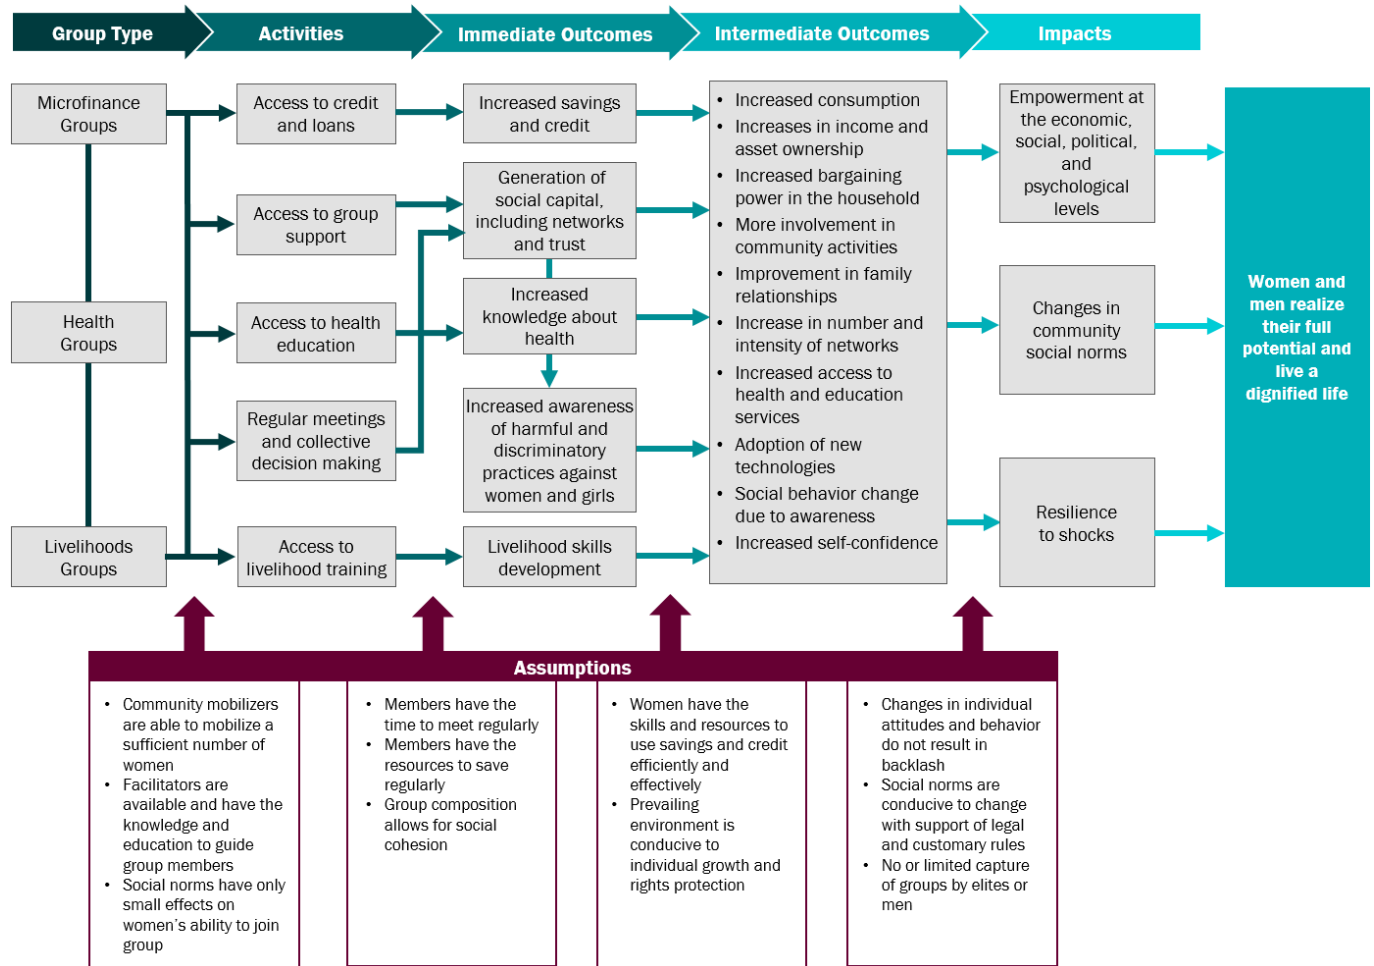 Group Type
Activities
Immediate Outcomes
Intermediate Outcomes
Impacts
Microfinance
Groups
Health
Groups
Livelihoods
Groups
Access to credit
and loans
Access to group
support
Access to health
education
Regular meetings
and collective
decision making
Access to
livelihood training
Increased savings
and credit
Generation of
social capital,
including networks
and trust
Increased
knowledge about
health
Increased awareness
of harmful and
discriminatory
practices against
women and girls
Livelihood skills
development
• Increased consumption
• Increases in income and
asset ownership
• Increased bargaining
power in the household
• More involvement in
community activities
• Improvement in family
relationships
• Increase in number and
intensity of networks
• Increased access to
health and education
services
• Adoption of new
technologies
• Social behavior change
due to awareness
• Increased self-confidence
Empowerment at
the economic,
social, political,
and
psychological
levels
Changes in
community
social norms
Resilience
to shocks
Women and
men realize
their full
potential and
live a
dignified life
Assumptions
• Community mobilizers
are able to mobilize a
sufficient number of
women
• Facilitators are
available and have the
knowledge and
education to guide
group members
• Social norms have only
small effects on
women's ability to join
group
• Members have the
time to meet regularly
• Members have the
resources to save
regularly
• Group composition
allows for social
cohesion
• Women have the
skills and resources to
use savings and credit
efficiently and
effectively
• Prevailing
environment is
conducive to
individual growth and
rights protection
• Changes in individual
attitudes and behavior
do not result in
backlash
• Social norms are
conducive to change
with support of legal
and customary rules
• No or limited capture
of groups by elites or
men